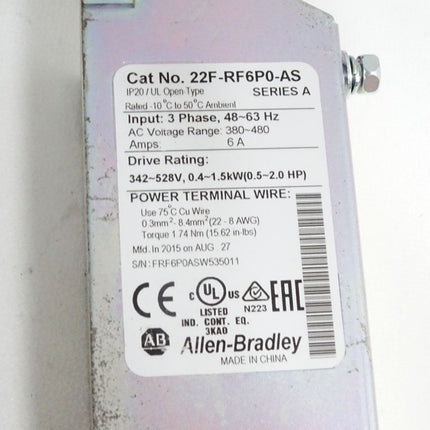 Cat No. 22F-RF6P0-AS
IP20 / UL Open Type SERIES A
Rated -10°C to 50°C Ambient
Input: 3 Phase, 48~63 Hz
AC Voltage Range: 380~480
Amps: 6 A
Drive Rating:
342~528V, 0.4~1.5kW(0.5~2.0 HP)
POWER TERMINAL WIRE:
Use 75°C Cu Wire
0.3mm²- 8.4mm²(22 - 8 AWG)
Torque 1.74 Nm (15.62 in-lbs)
Mfd. In 2015 on AUG . 27
S/N : FRF6P0ASW535011
CE c UL US N223 EAC
LISTED
IND. CONT. EQ.
3KA0
AB Allen-Bradley
MADE IN CHINA